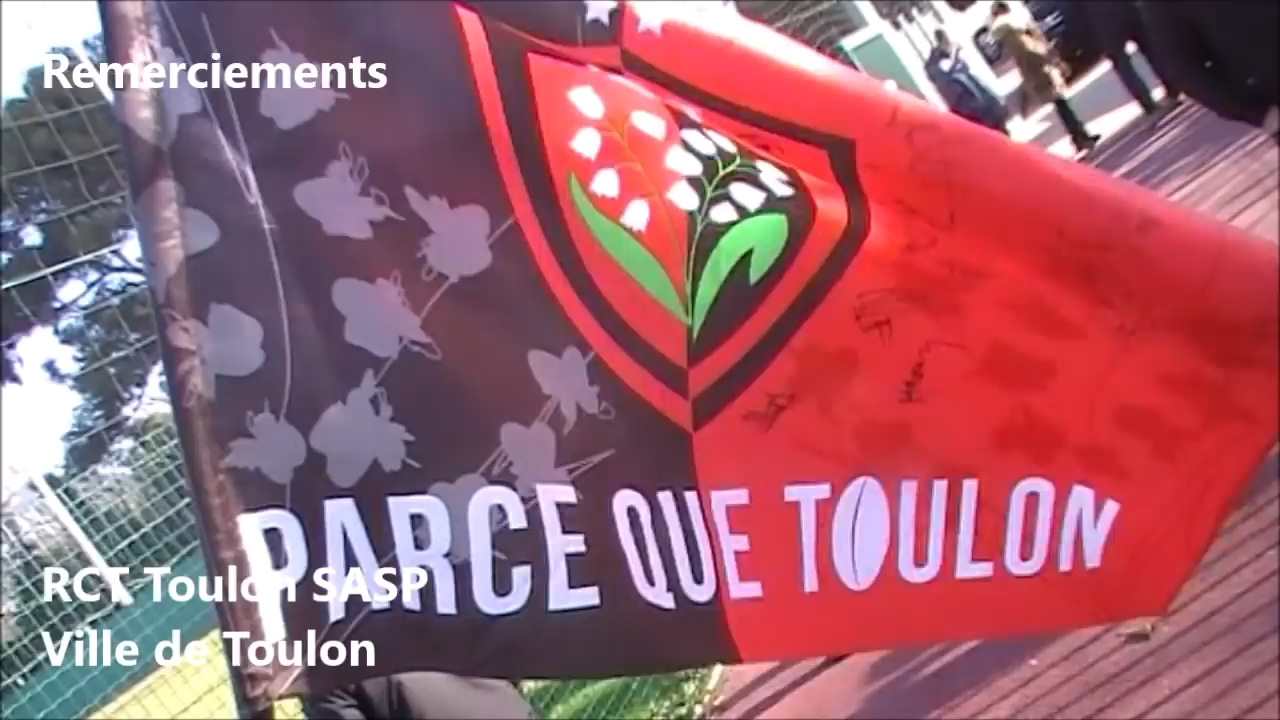 Remerciements
PARCE QUE TOULON
RCT Toulon SASP
Ville de Toulon